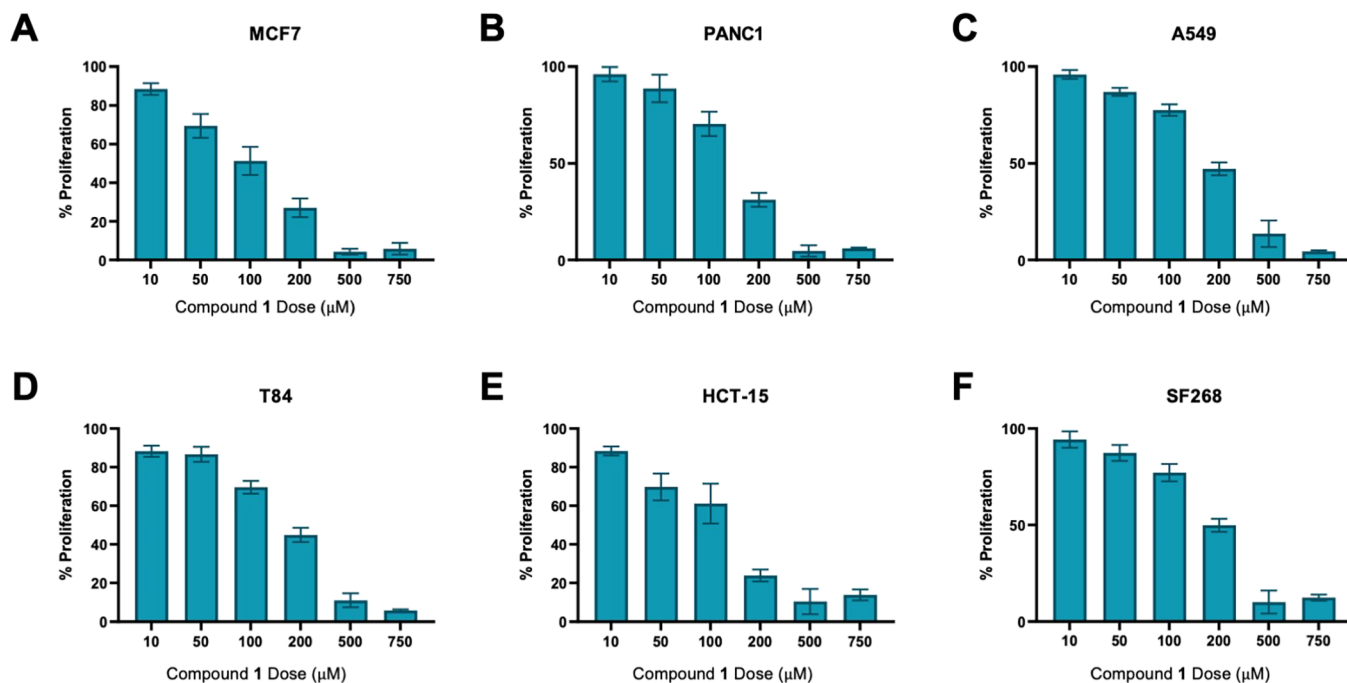 A
MCF7
% Proliferation
100
80
60
40
20
0
10 50 100 200 500 750
Compound 1 Dose (μM)
B
PANC1
% Proliferation
100
50
0
10 50 100 200 500 750
Compound 1 Dose (μM)
C
A549
% Proliferation
100
50
0
10 50 100 200 500 750
Compound 1 Dose (μM)
D
T84
% Proliferation
100
80
60
40
20
0
10 50 100 200 500 750
Compound 1 Dose (μM)
E
HCT-15
% Proliferation
100
80
60
40
20
0
10 50 100 200 500 750
Compound 1 Dose (μM)
F
SF268
% Proliferation
100
50
0
10 50 100 200 500 750
Compound 1 Dose (μM)